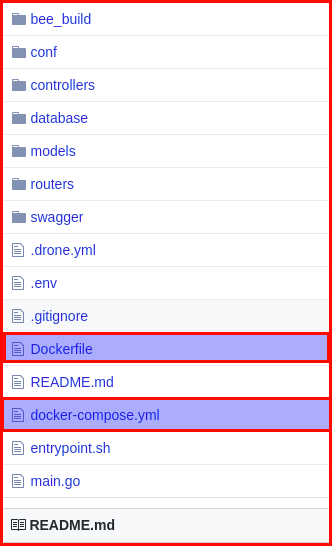 bee_build
conf
controllers
database
models
routers
swagger
.drone.yml
.env
.gitignore
Dockerfile
README.md
docker-compose.yml
entrypoint.sh
main.go
README.md